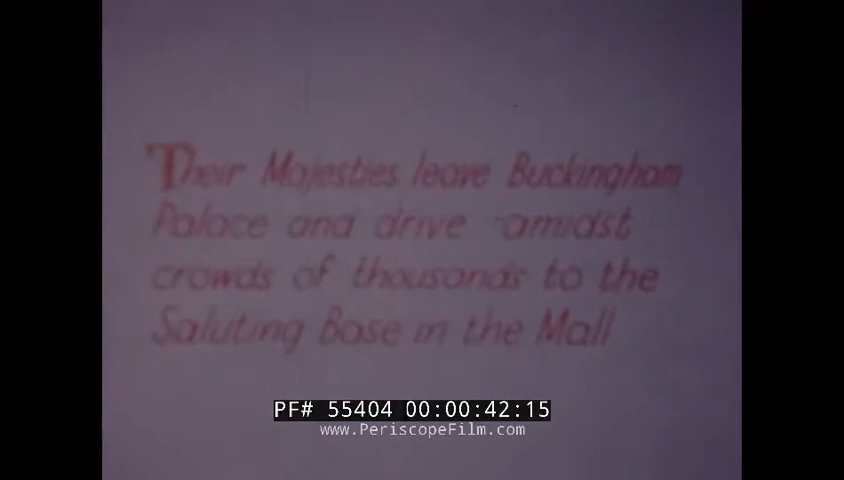 Their Majesties leave Buckingham
Palace and drive amidst
crowds of thousands to the
Saluting Base in the Mall
PF# 55404 00:00:42:15
www.PeriscopeFilm.com